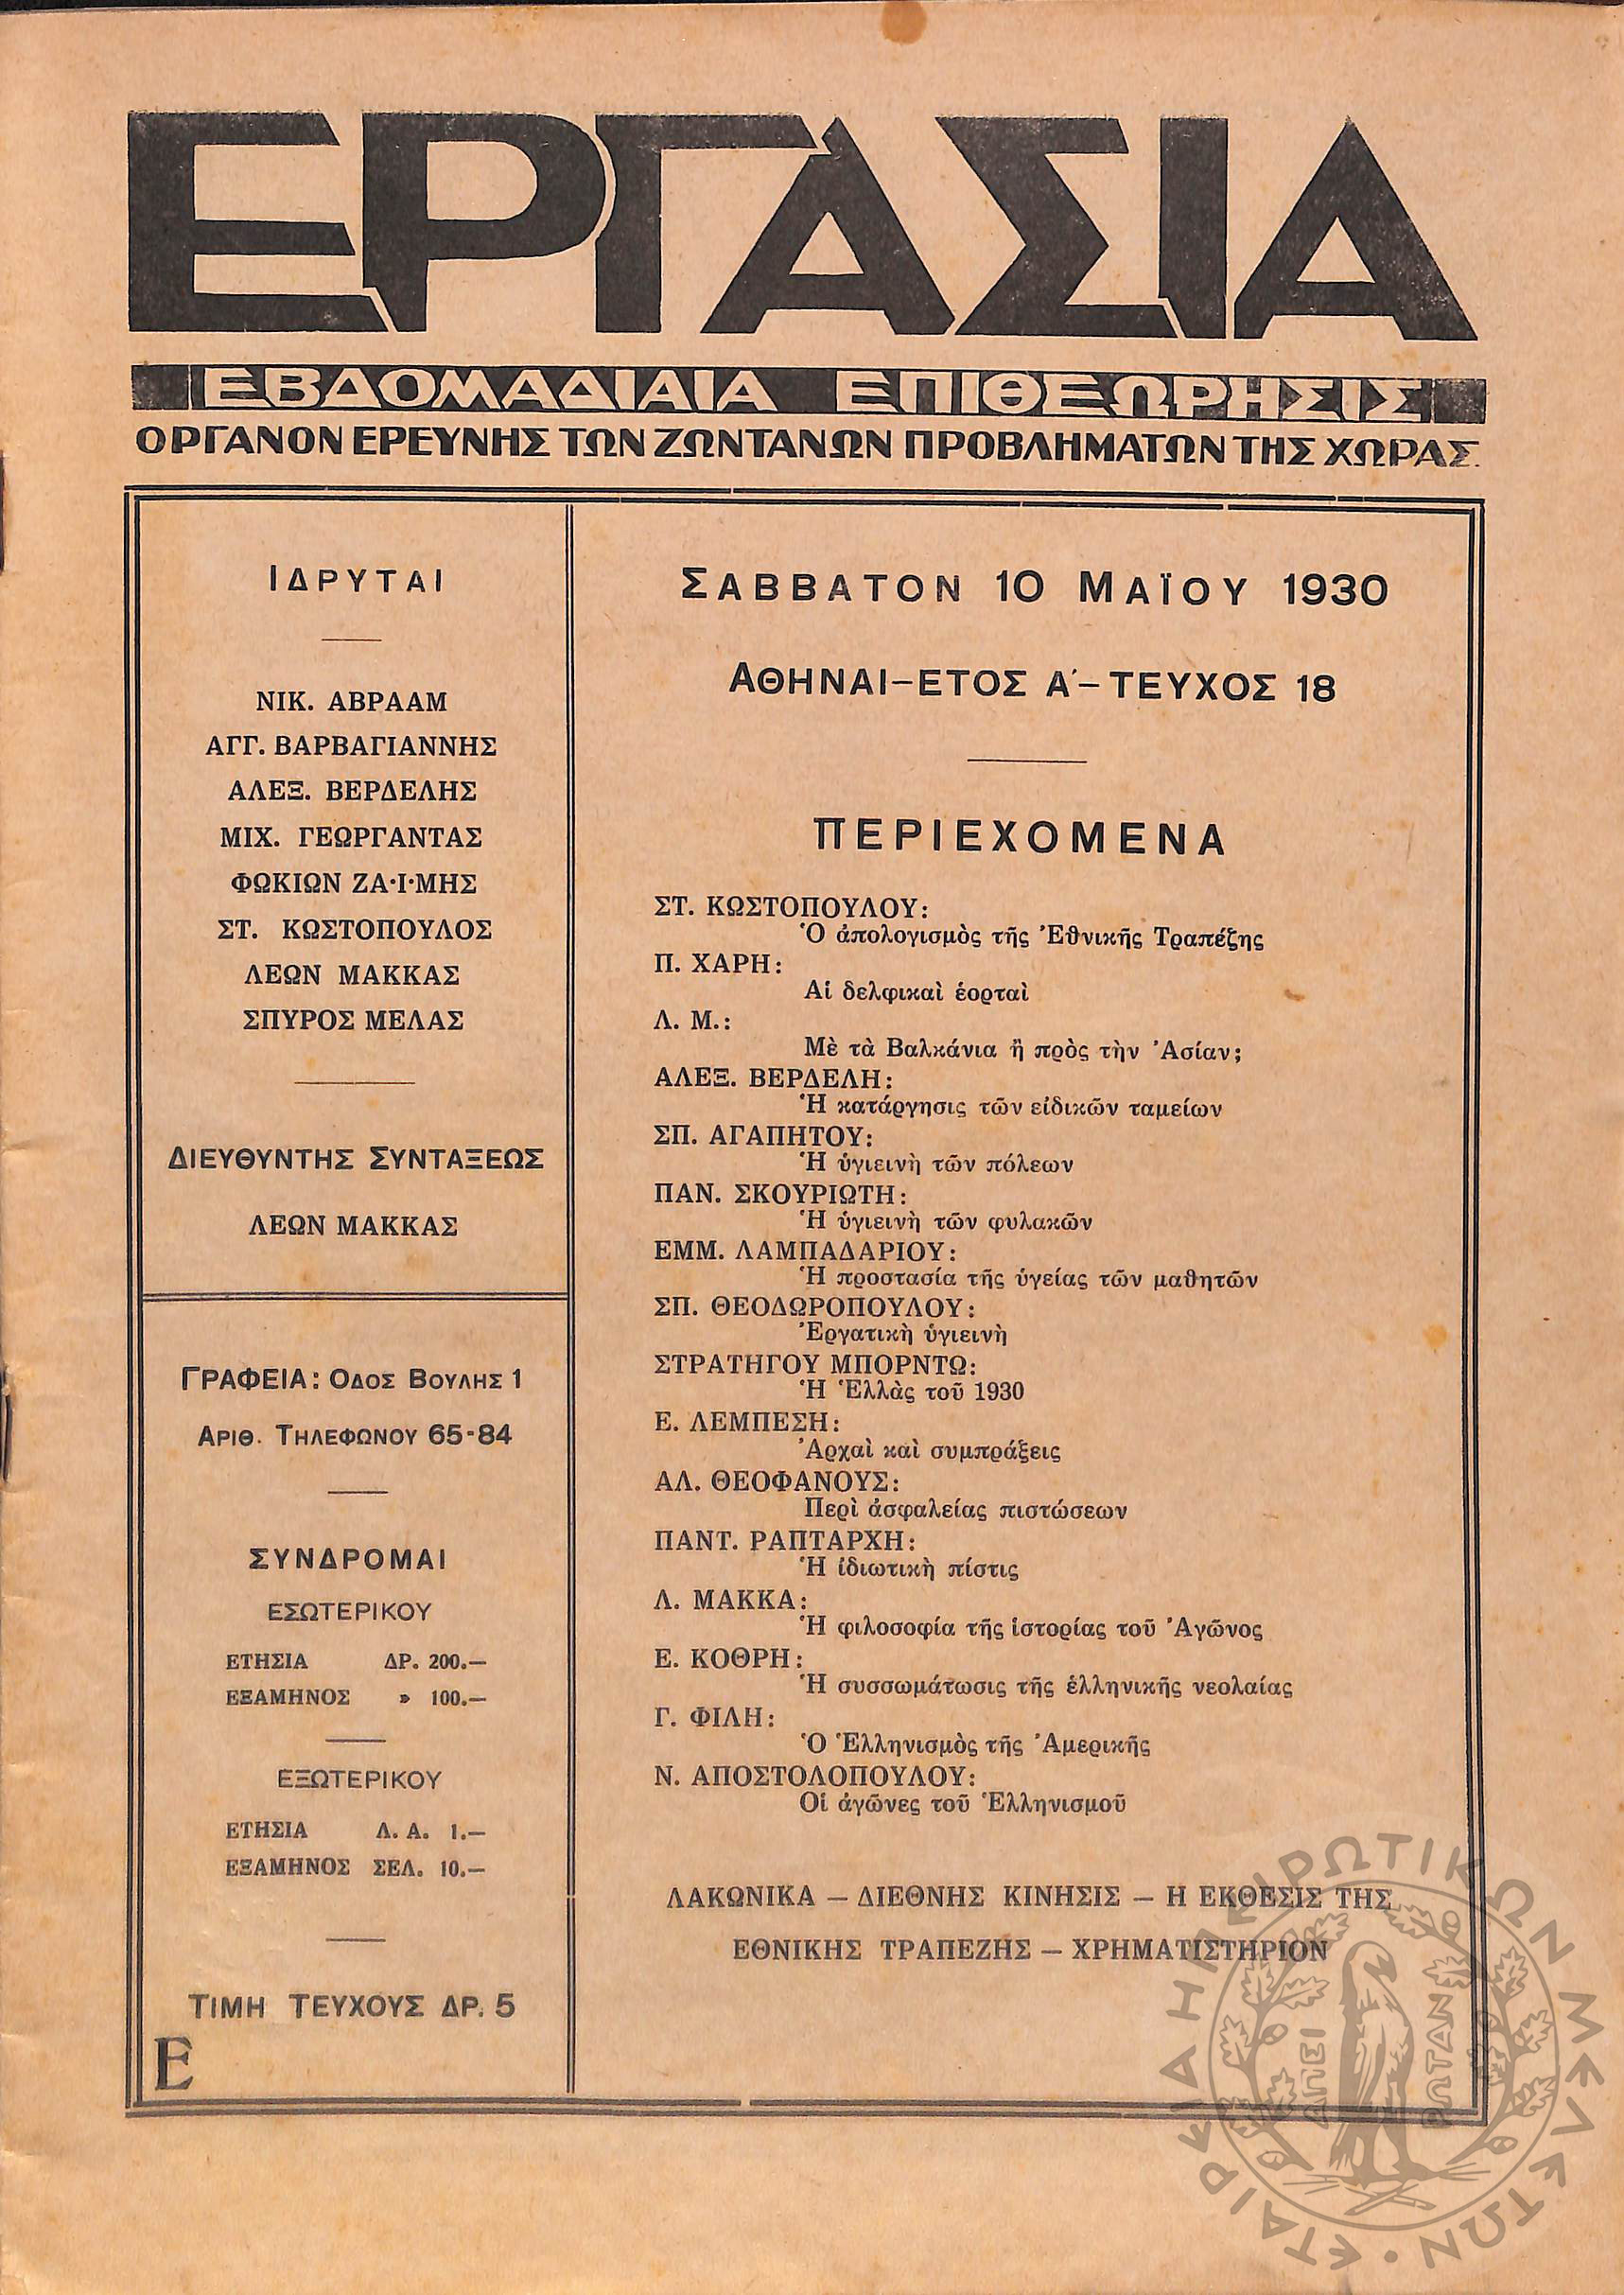 ΕΡΓΑΣΙΑ
ΕΒΔΟΜΑΔΙΑΙΑ ΕΠΙΘΕΩΡΗΣΙΣ
ΟΡΓΑΝΟΝ ΕΡΕΥΝΗΣ ΤΩΝ ΖΩΝΤΑΝΩΝ ΠΡΟΒΛΗΜΑΤΩΝ ΤΗΣ ΧΩΡΑΣ.
ΙΔΡΥΤΑΙ
ΝΙΚ. ΑΒΡΑΑΜ
ΑΓΓ. ΒΑΡΒΑΓΙΑΝΝΗΣ
ΑΛΕΞ. ΒΕΡΔΕΛΗΣ
ΜΙΧ. ΓΕΩΡΓΑΝΤΑΣ
ΦΩΚΙΩΝ ΖΑ·Ι·ΜΗΣ
ΣΤ. ΚΩΣΤΟΠΟΥΛΟΣ
ΛΕΩΝ ΜΑΚΚΑΣ
ΣΠΥΡΟΣ ΜΕΛΑΣ
ΔΙΕΥΘΥΝΤΗΣ ΣΥΝΤΑΞΕΩΣ
ΛΕΩΝ ΜΑΚΚΑΣ
ΓΡΑΦΕΙΑ: ΟΔΟΣ ΒΟΥΛΗΣ 1
ΑΡΙΘ. ΤΗΛΕΦΩΝΟΥ 65-84
ΣΥΝΔΡΟΜΑΙ
ΕΣΩΤΕΡΙΚΟΥ
ΕΤΗΣΙΑ ΔΡ. 200.—
ΕΞΑΜΗΝΟΣ » 100.—
ΕΞΩΤΕΡΙΚΟΥ
ΕΤΗΣΙΑ Λ. Α. 1.—
ΕΞΑΜΗΝΟΣ ΣΕΛ. 10.—
ΤΙΜΗ ΤΕΥΧΟΥΣ ΔΡ. 5
Ε
ΣΑΒΒΑΤΟΝ 10 ΜΑΪΟΥ 1930
ΑΘΗΝΑΙ–ΕΤΟΣ Α΄–ΤΕΥΧΟΣ 18
ΠΕΡΙΕΧΟΜΕΝΑ
ΣΤ. ΚΩΣΤΟΠΟΥΛΟΥ:
Ὁ ἀπολογισμὸς τῆς Ἐθνικῆς Τραπέζης
Π. ΧΑΡΗ:
Αἱ δελφικαὶ ἑορταὶ
Λ. Μ.:
Μὲ τὰ Βαλκάνια ἢ πρὸς τὴν Ἀσίαν;
ΑΛΕΞ. ΒΕΡΔΕΛΗ:
Ἡ κατάργησις τῶν εἰδικῶν ταμείων
ΣΠ. ΑΓΑΠΗΤΟΥ:
Ἡ ὑγιεινὴ τῶν πόλεων
ΠΑΝ. ΣΚΟΥΡΙΩΤΗ:
Ἡ ὑγιεινὴ τῶν φυλακῶν
ΕΜΜ. ΛΑΜΠΑΔΑΡΙΟΥ:
Ἡ προστασία τῆς ὑγείας τῶν μαθητῶν
ΣΠ. ΘΕΟΔΩΡΟΠΟΥΛΟΥ:
Ἐργατικὴ ὑγιεινὴ
ΣΤΡΑΤΗΓΟΥ ΜΠΟΡΝΤΩ:
Ἡ Ἑλλὰς τοῦ 1930
Ε. ΛΕΜΠΕΣΗ:
Ἀρχαὶ καὶ συμπράξεις
ΑΛ. ΘΕΟΦΑΝΟΥΣ:
Περὶ ἀσφαλείας πιστώσεων
ΠΑΝΤ. ΡΑΠΤΑΡΧΗ:
Ἡ ἰδιωτικὴ πίστις
Λ. ΜΑΚΚΑ:
Ἡ φιλοσοφία τῆς ἱστορίας τοῦ Ἀγῶνος
Ε. ΚΟΘΡΗ:
Ἡ συσσωμάτωσις τῆς ἑλληνικῆς νεολαίας
Γ. ΦΙΛΗ:
Ὁ Ἑλληνισμὸς τῆς Ἀμερικῆς
Ν. ΑΠΟΣΤΟΛΟΠΟΥΛΟΥ:
Οἱ ἀγῶνες τοῦ Ἑλληνισμοῦ
ΛΑΚΩΝΙΚΑ — ΔΙΕΘΝΗΣ ΚΙΝΗΣΙΣ — Η ΕΚΘΕΣΙΣ ΤΗΣ
ΕΘΝΙΚΗΣ ΤΡΑΠΕΖΗΣ — ΧΡΗΜΑΤΙΣΤΗΡΙΟΝ
ΕΤΑΙΡΕΙΑ ΗΠΕΙΡΩΤΙΚΩΝ ΜΕΛΕΤΩΝ •
ΑΠΕΙ ΡΩΤΑΝ